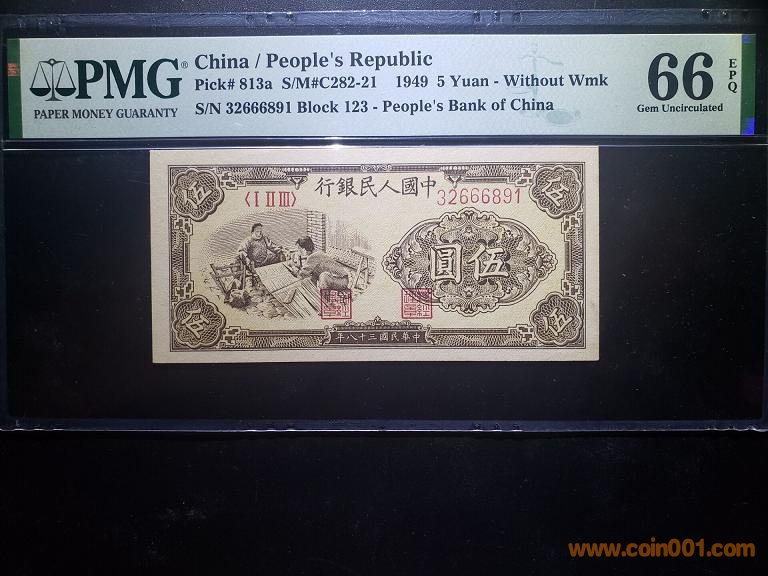 PMG®
PAPER MONEY GUARANTY
China / People's Republic
Pick# 813a S/M#C282-21 1949 5 Yuan - Without Wmk
S/N 32666891 Block 123 - People's Bank of China
66
EPQ
Gem Uncirculated
伍
行銀民人國中
伍
〈I II III〉
32666891
圓伍
伍
年八十三國民華中
伍
www.coin001.com